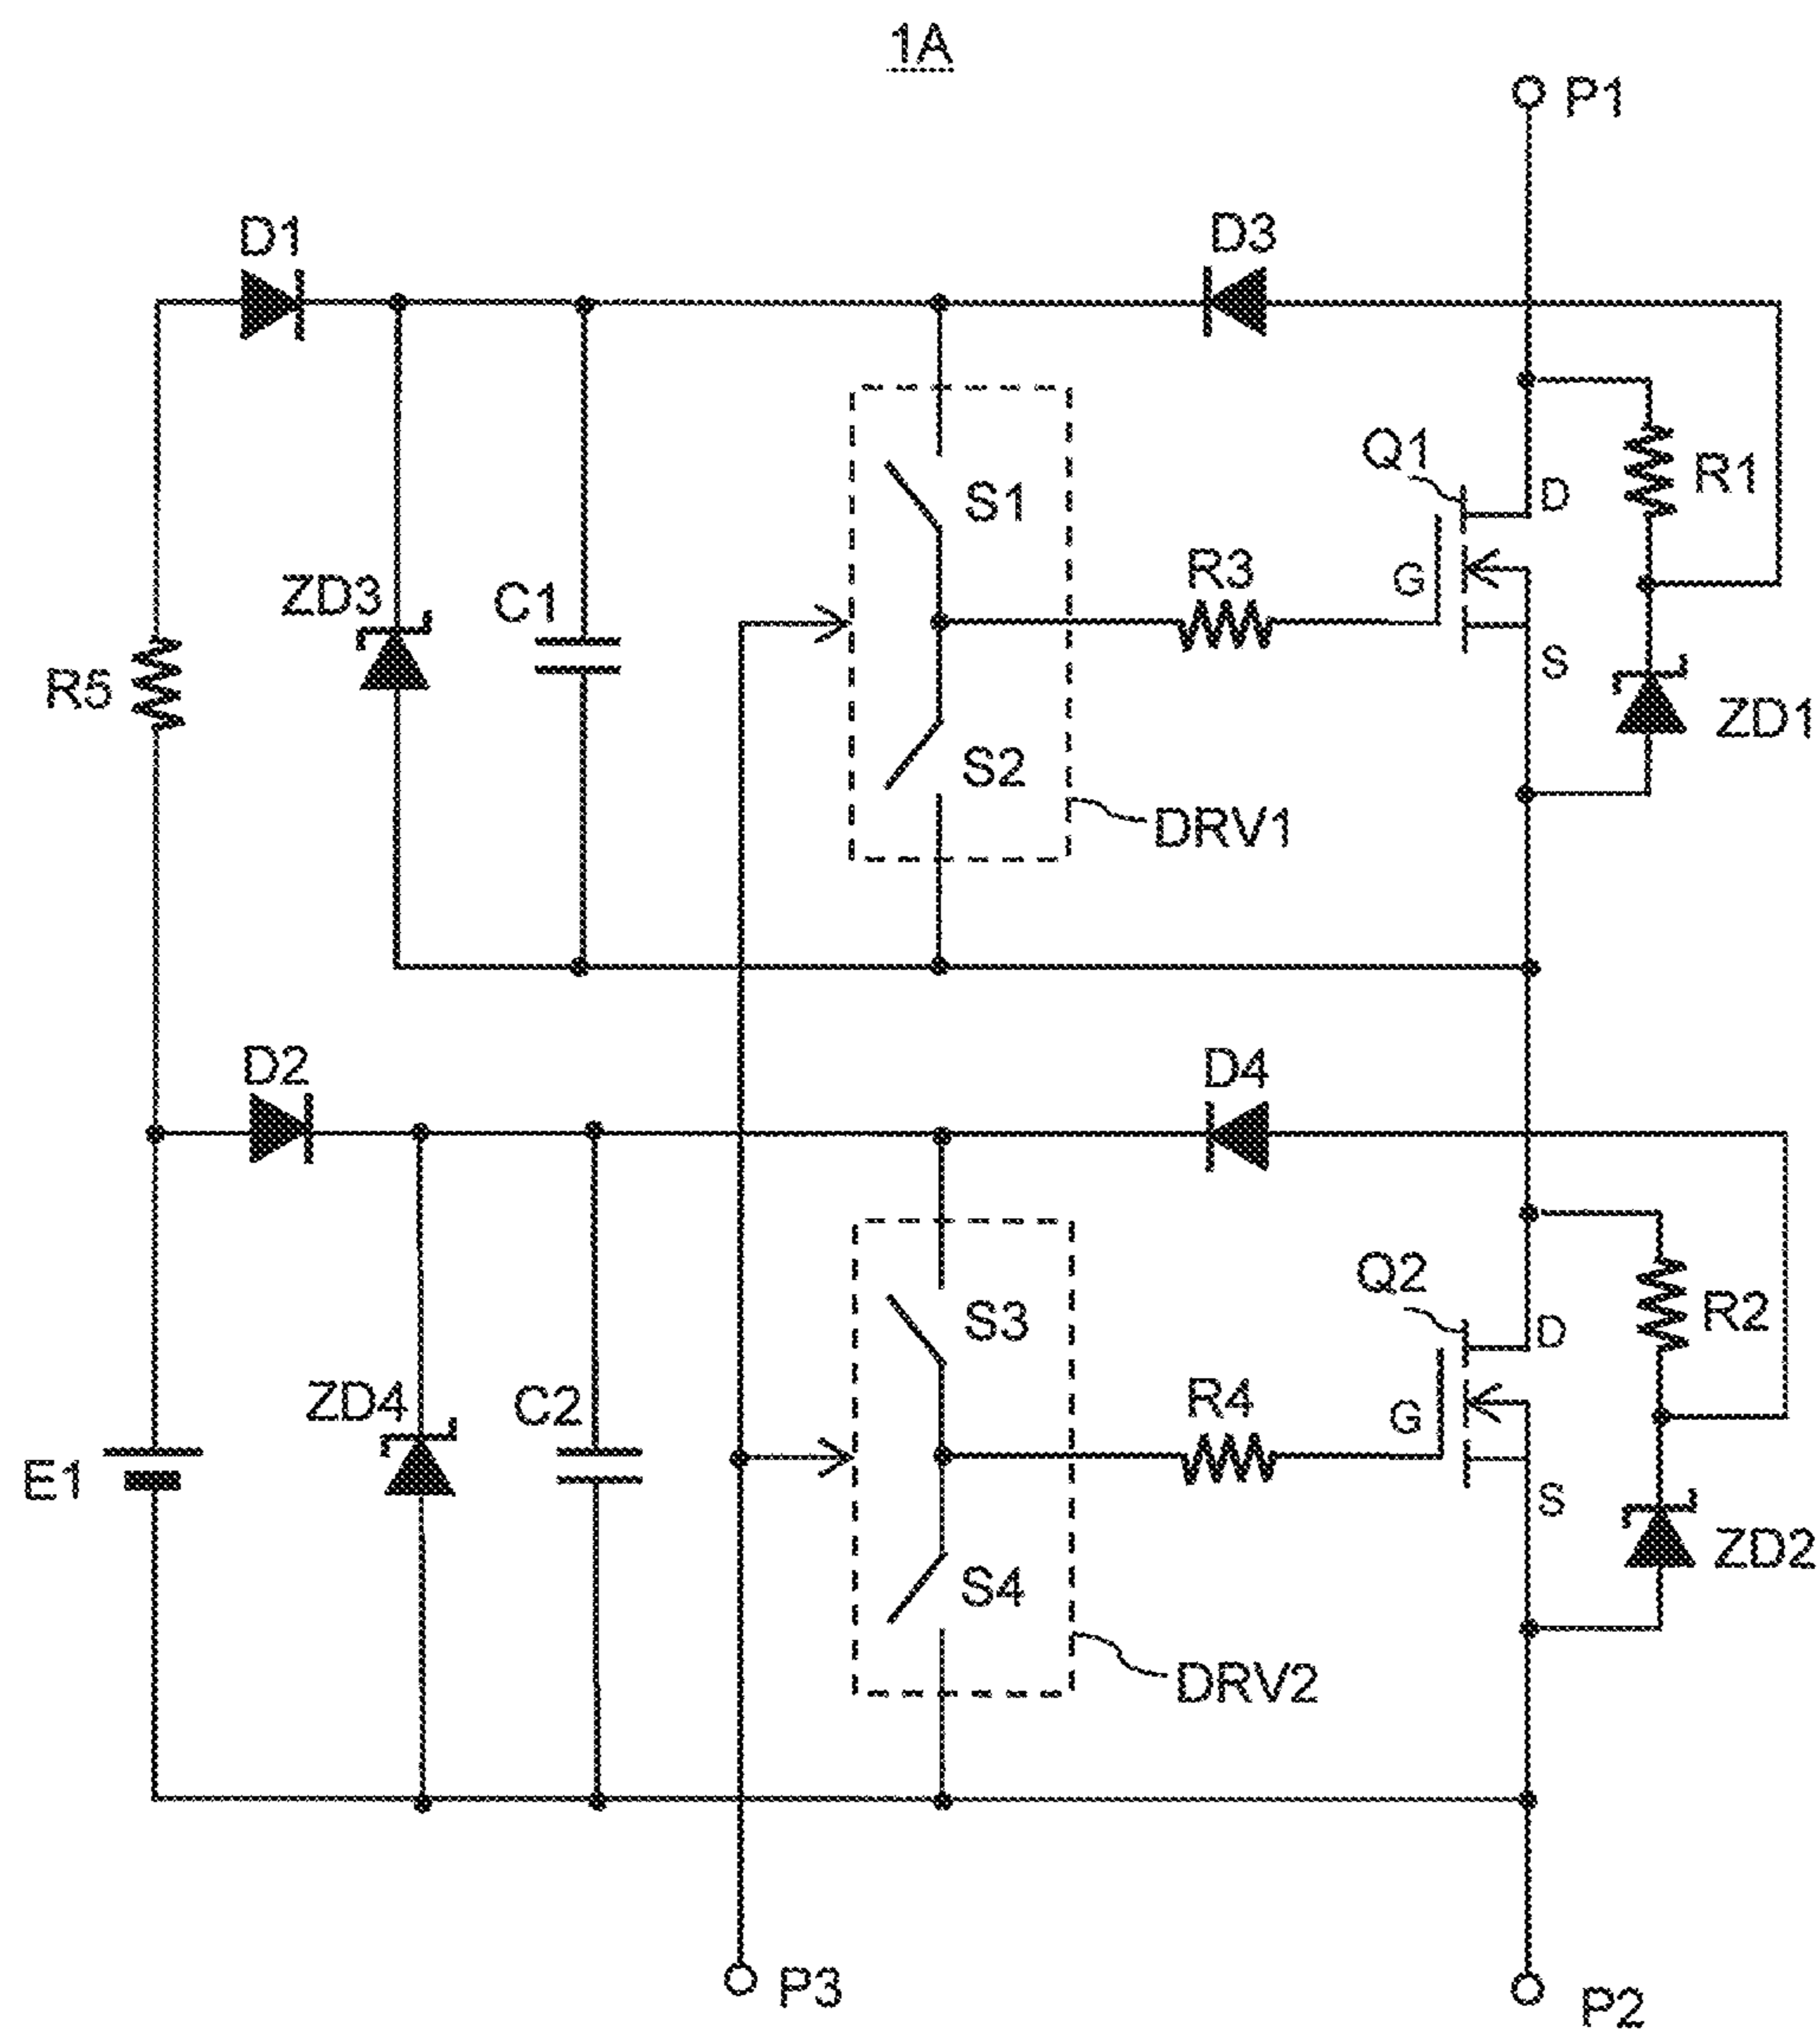 1A
P1
D1
D3
Q1
D
R1
ZD3
C1
S1
R3
G
S
R5
ZD1
S2
DRV1
D2
D4
Q2
D
R2
S3
ZD4
C2
R4
G
E1
S
ZD2
S4
DRV2
P3
P2